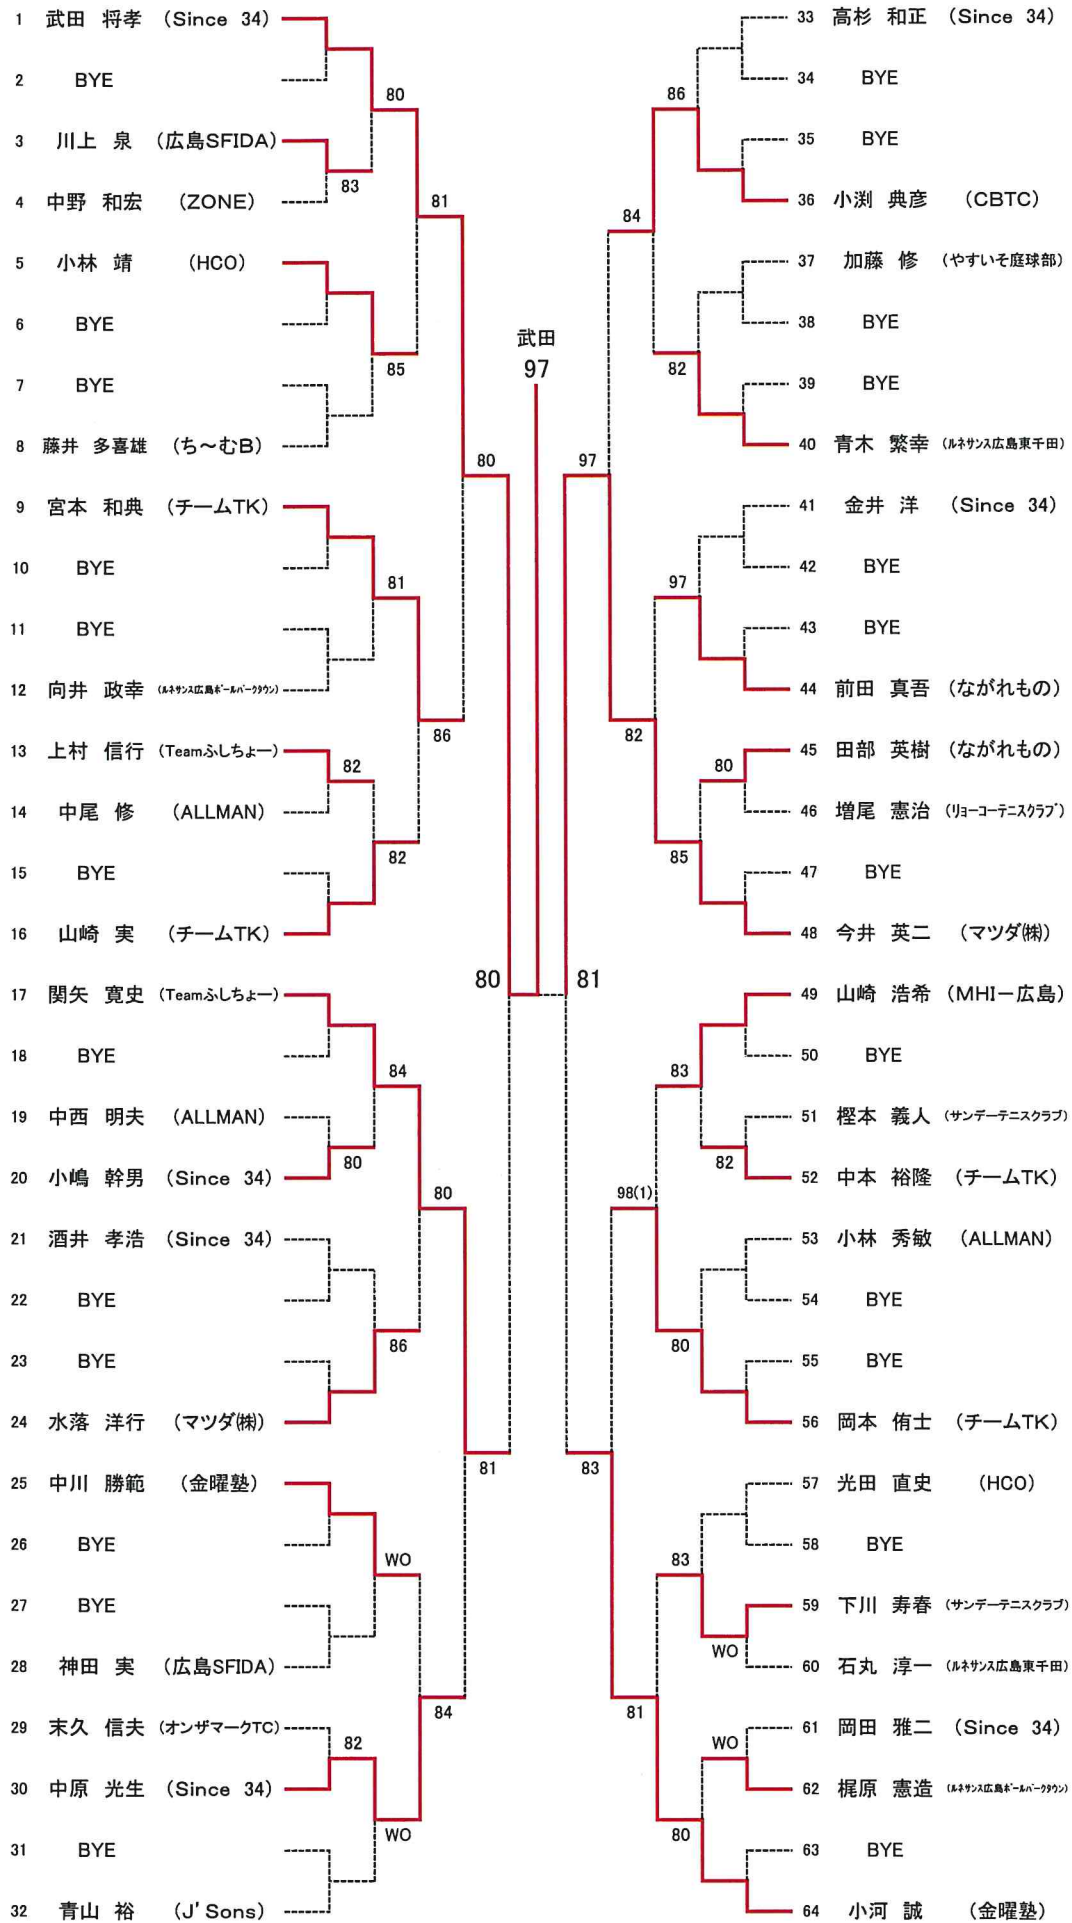 1 武田 将孝 (Since 34)
2 BYE
80
3 川上 泉 (広島SFIDA)
83
4 中野 和宏 (ZONE)
81
5 小林 靖 (HCO)
6 BYE
85
7 BYE
8 藤井 多喜雄 (ち～むB)
80
9 宮本 和典 (チームTK)
10 BYE
81
11 BYE
12 向井 政幸 (ルネサンス広島ボールパークタウン)
86
13 上村 信行 (Teamふしちょー)
82
14 中尾 修 (ALLMAN)
82
15 BYE
16 山崎 実 (チームTK)
80
17 関矢 寛史 (Teamふしちょー)
18 BYE
84
19 中西 明夫 (ALLMAN)
80
20 小嶋 幹男 (Since 34)
80
21 酒井 孝浩 (Since 34)
22 BYE
86
23 BYE
24 水落 洋行 (マツダ㈱)
81
25 中川 勝範 (金曜塾)
26 BYE
WO
27 BYE
28 神田 実 (広島SFIDA)
84
29 末久 信夫 (オンザマークTC)
82
30 中原 光生 (Since 34)
WO
31 BYE
32 青山 裕 (J'Sons)
武田
97
33 高杉 和正 (Since 34)
34 BYE
86
35 BYE
36 小渕 典彦 (CBTC)
84
37 加藤 修 (やすいそ庭球部)
38 BYE
82
39 BYE
40 青木 繁幸 (ルネサンス広島東千田)
97
41 金井 洋 (Since 34)
42 BYE
97
43 BYE
44 前田 真吾 (ながれもの)
82
45 田部 英樹 (ながれもの)
80
46 増尾 憲治 (リョーコーテニスクラブ)
85
47 BYE
48 今井 英二 (マツダ㈱)
81
49 山崎 浩希 (MHI－広島)
50 BYE
83
51 樫本 義人 (サンデーテニスクラブ)
82
52 中本 裕隆 (チームTK)
98(1)
53 小林 秀敏 (ALLMAN)
54 BYE
80
55 BYE
56 岡本 侑士 (チームTK)
83
57 光田 直史 (HCO)
58 BYE
83
59 下川 寿春 (サンデーテニスクラブ)
WO
60 石丸 淳一 (ルネサンス広島東千田)
81
61 岡田 雅二 (Since 34)
WO
62 梶原 憲造 (ルネサンス広島ボールパークタウン)
80
63 BYE
64 小河 誠 (金曜塾)